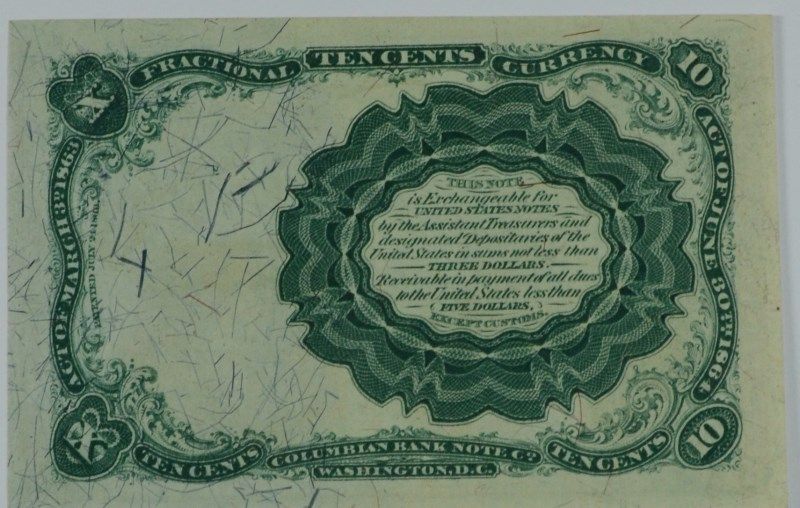 FRACTIONAL TEN CENTS CURRENCY
X
10
ACT OF MARCH 3RD 1863
ACT OF JUNE 30TH 1864
THIS NOTE
is Exchangeable for
UNITED STATES NOTES
by the Assistant Treasurers and
designated Depositaries of the
United States in sums not less than
THREE DOLLARS.
Receivable in payment of all dues
to the United States less than
FIVE DOLLARS,
EXCEPT CUSTOMS.
X
10
TEN CENTS
COLUMBIAN BANK NOTE CO.
WASHINGTON, D.C.
TEN CENTS